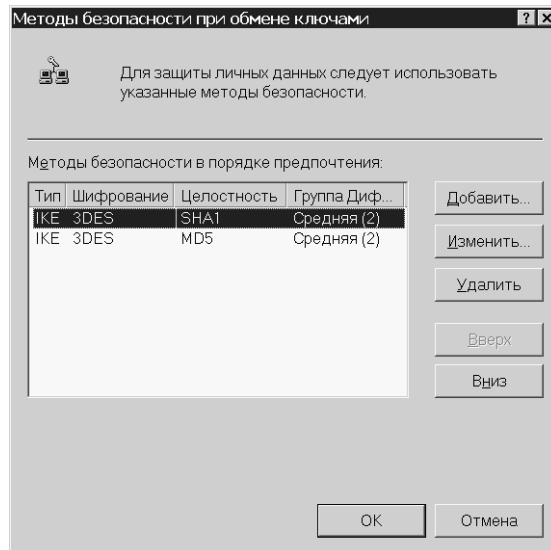 Методы безопасности при обмене ключами
Для защиты личных данных следует использовать
указанные методы безопасности.
Методы безопасности в порядке предпочтения:
Тип Шифрование Целостность Группа Диф...
IKE 3DES SHA1 Средняя (2)
IKE 3DES MD5 Средняя (2)
Добавить...
Изменить...
Удалить
Вверх
Вниз
OK Отмена